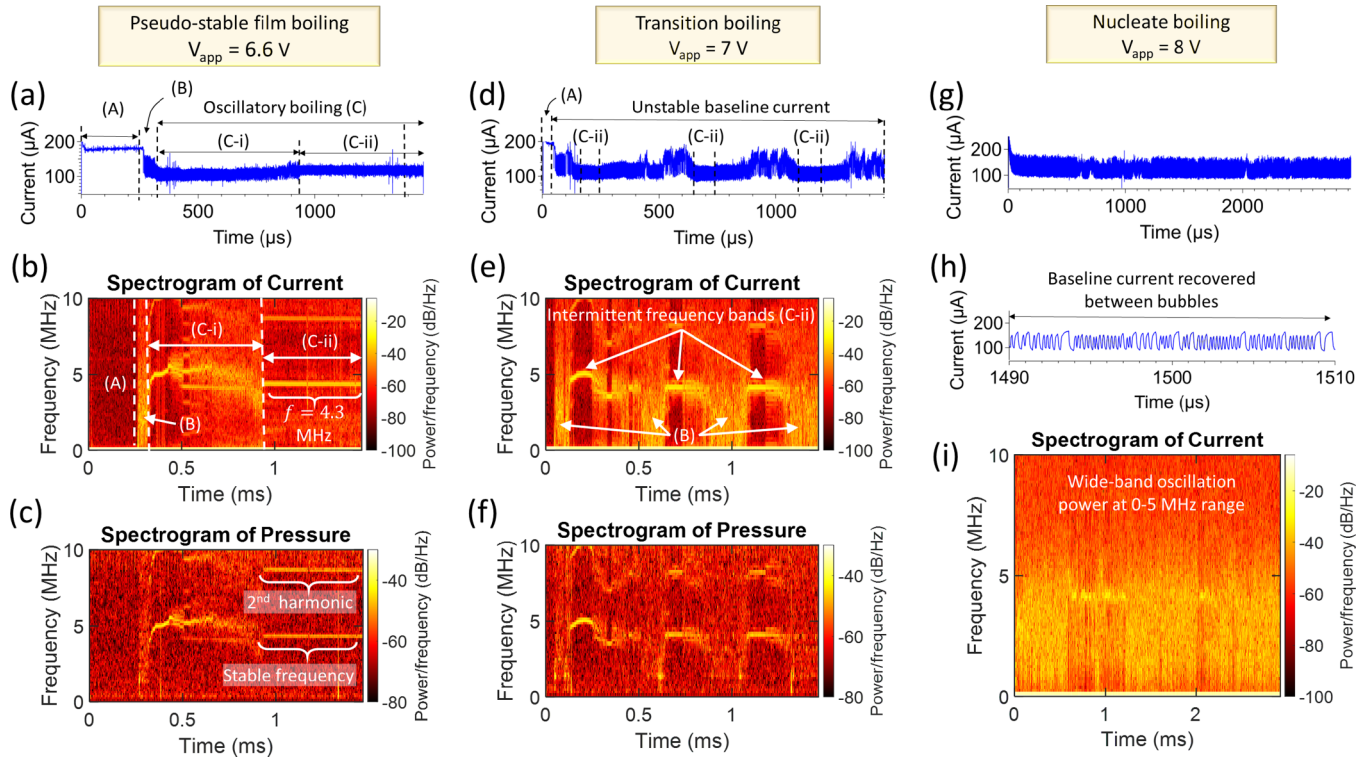 Pseudo-stable film boiling
Vapp = 6.6 V
Transition boiling
Vapp = 7 V
Nucleate boiling
Vapp = 8 V
(a)
(A)
(B)
Oscillatory boiling (C)
(C-i)
(C-ii)
Current (μA)
200
100
0
500
1000
Time (μs)
(d)
(A)
Unstable baseline current
(C-ii)
(C-ii)
(C-ii)
Current (μA)
200
100
0
500
1000
Time (μs)
(g)
Current (μA)
200
100
0
1000
2000
Time (μs)
(b)
Spectrogram of Current
Frequency (MHz)
10
5
0
(A)
(B)
(C-i)
(C-ii)
f = 4.3
MHz
0
0.5
1
Time (ms)
-20
-40
-60
-80
-100
Power/frequency (dB/Hz)
(e)
Spectrogram of Current
Frequency (MHz)
10
5
0
Intermittent frequency bands (C-ii)
(B)
0
0.5
1
Time (ms)
-20
-40
-60
-80
-100
Power/frequency (dB/Hz)
(h)
Baseline current recovered
between bubbles
Current (μA)
200
100
1490
1500
1510
Time (μs)
(c)
Spectrogram of Pressure
Frequency (MHz)
10
5
0
2nd harmonic
Stable frequency
0
0.5
1
Time (ms)
-40
-60
-80
Power/frequency (dB/Hz)
(f)
Spectrogram of Pressure
Frequency (MHz)
10
5
0
0
0.5
1
Time (ms)
-40
-60
-80
Power/frequency (dB/Hz)
(i)
Spectrogram of Current
Frequency (MHz)
10
5
0
Wide-band oscillation
power at 0-5 MHz range
0
1
2
Time (ms)
-20
-40
-60
-80
-100
Power/frequency (dB/Hz)